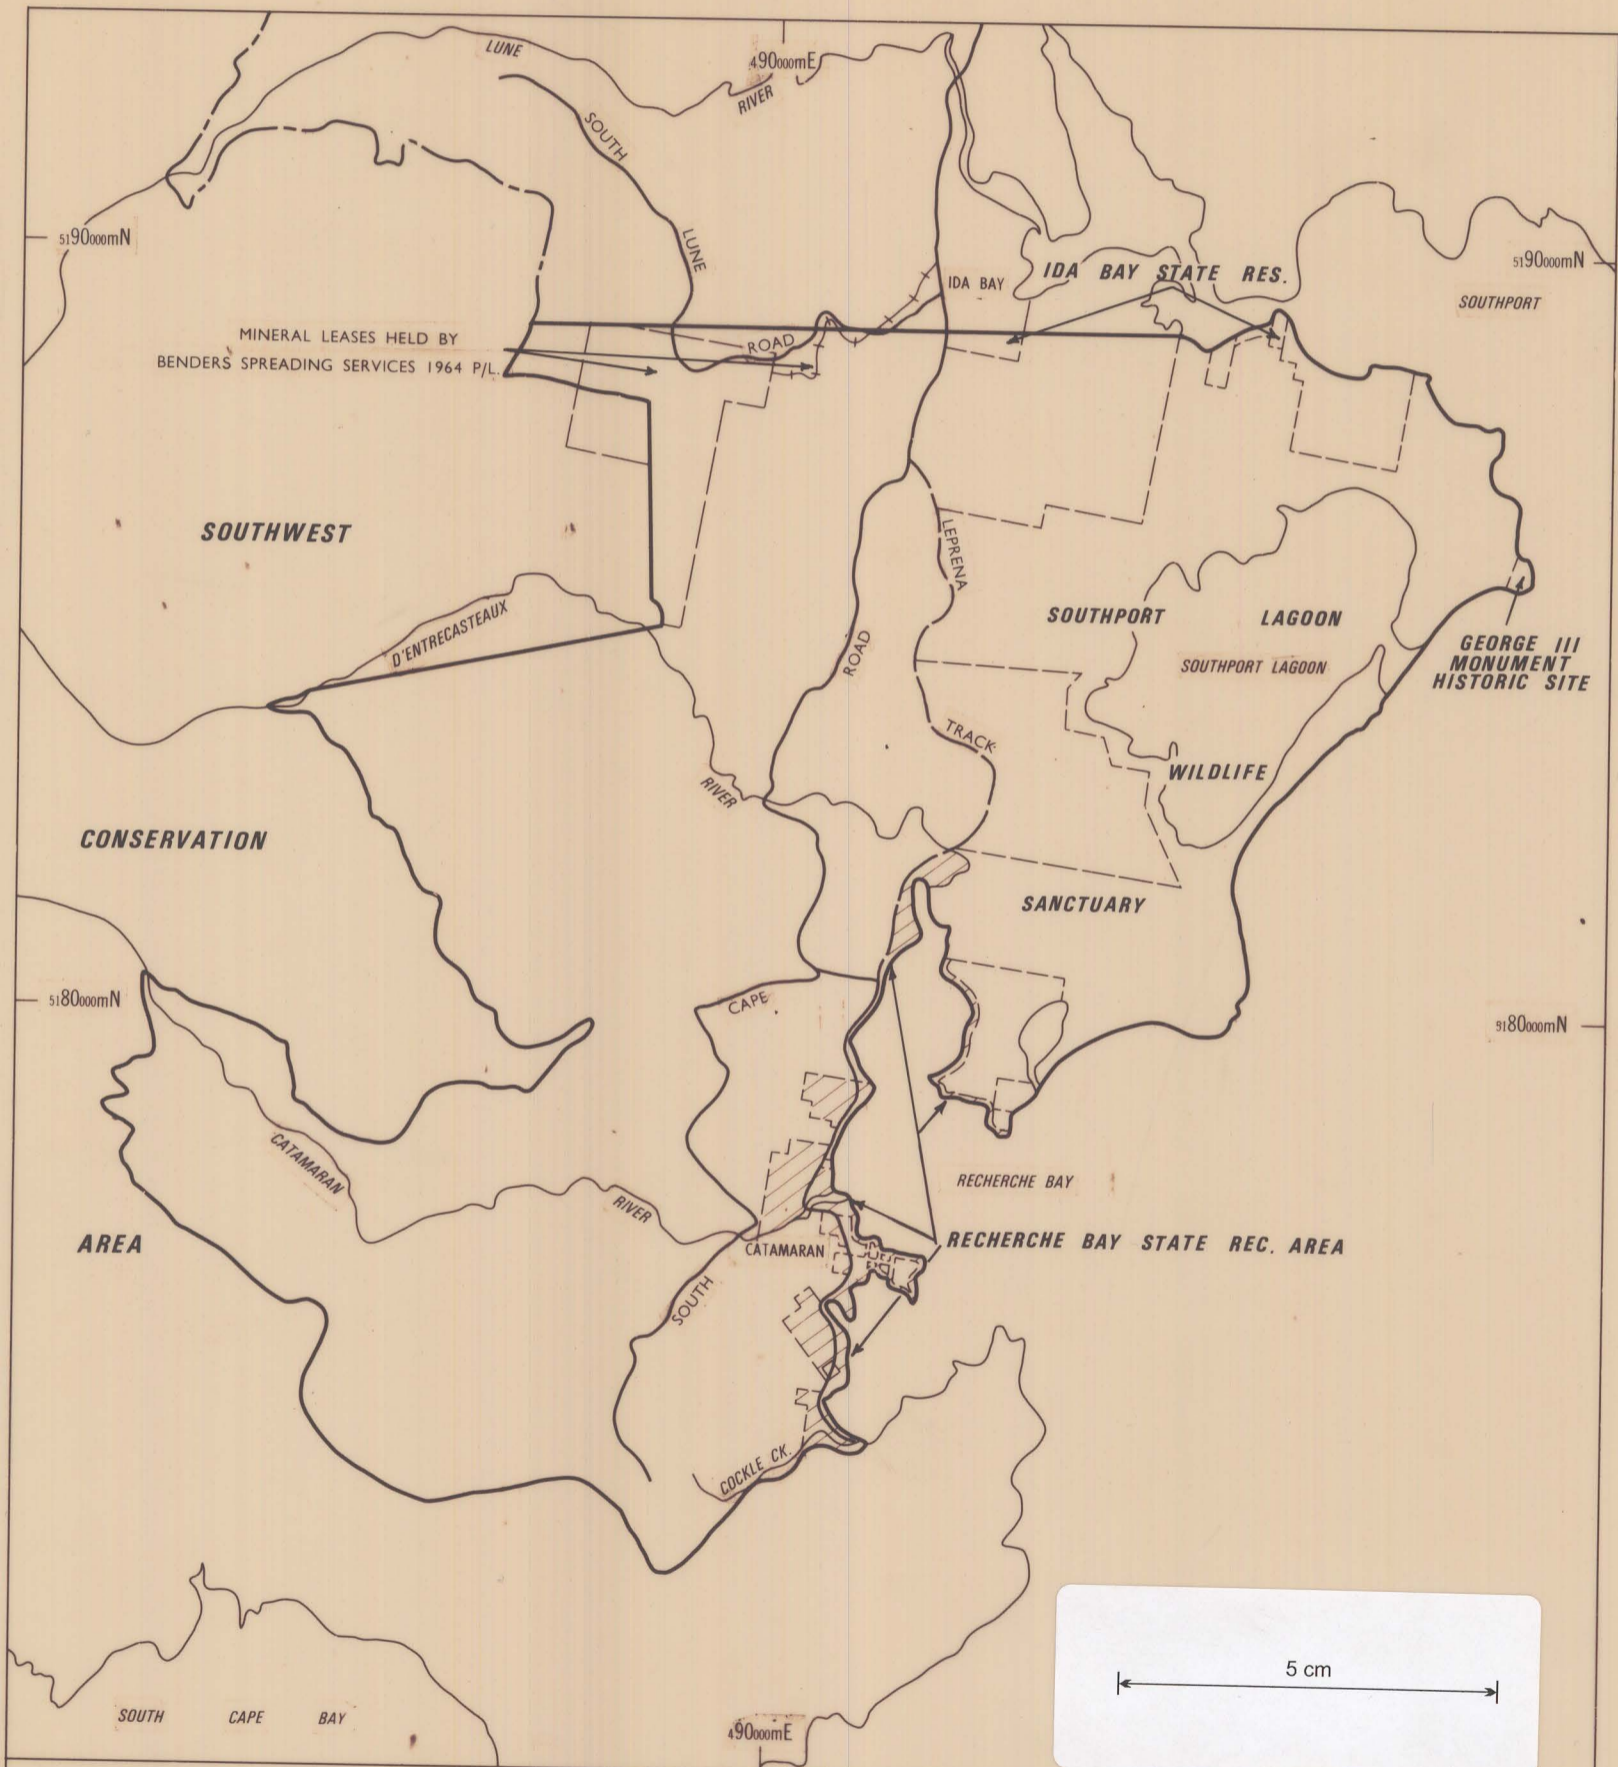 LUNE
490000mE
RIVER
SOUTH
5190000mN
LUNE
5190000mN
IDA BAY
IDA BAY STATE RES.
SOUTHPORT
MINERAL LEASES HELD BY
BENDERS SPREADING SERVICES 1964 P/L.
ROAD
SOUTHWEST
LEPRENA
D'ENTRECASTEAUX
ROAD
SOUTHPORT LAGOON
SOUTHPORT LAGOON
GEORGE III
MONUMENT
HISTORIC SITE
TRACK
RIVER
WILDLIFE
CONSERVATION
SANCTUARY
5180000mN
CAPE
9180000mN
CATAMARAN
RIVER
RECHERCHE BAY
AREA
CATAMARAN
RECHERCHE BAY STATE REC. AREA
SOUTH
COCKLE CK.
5 cm
SOUTH CAPE BAY
490000mE